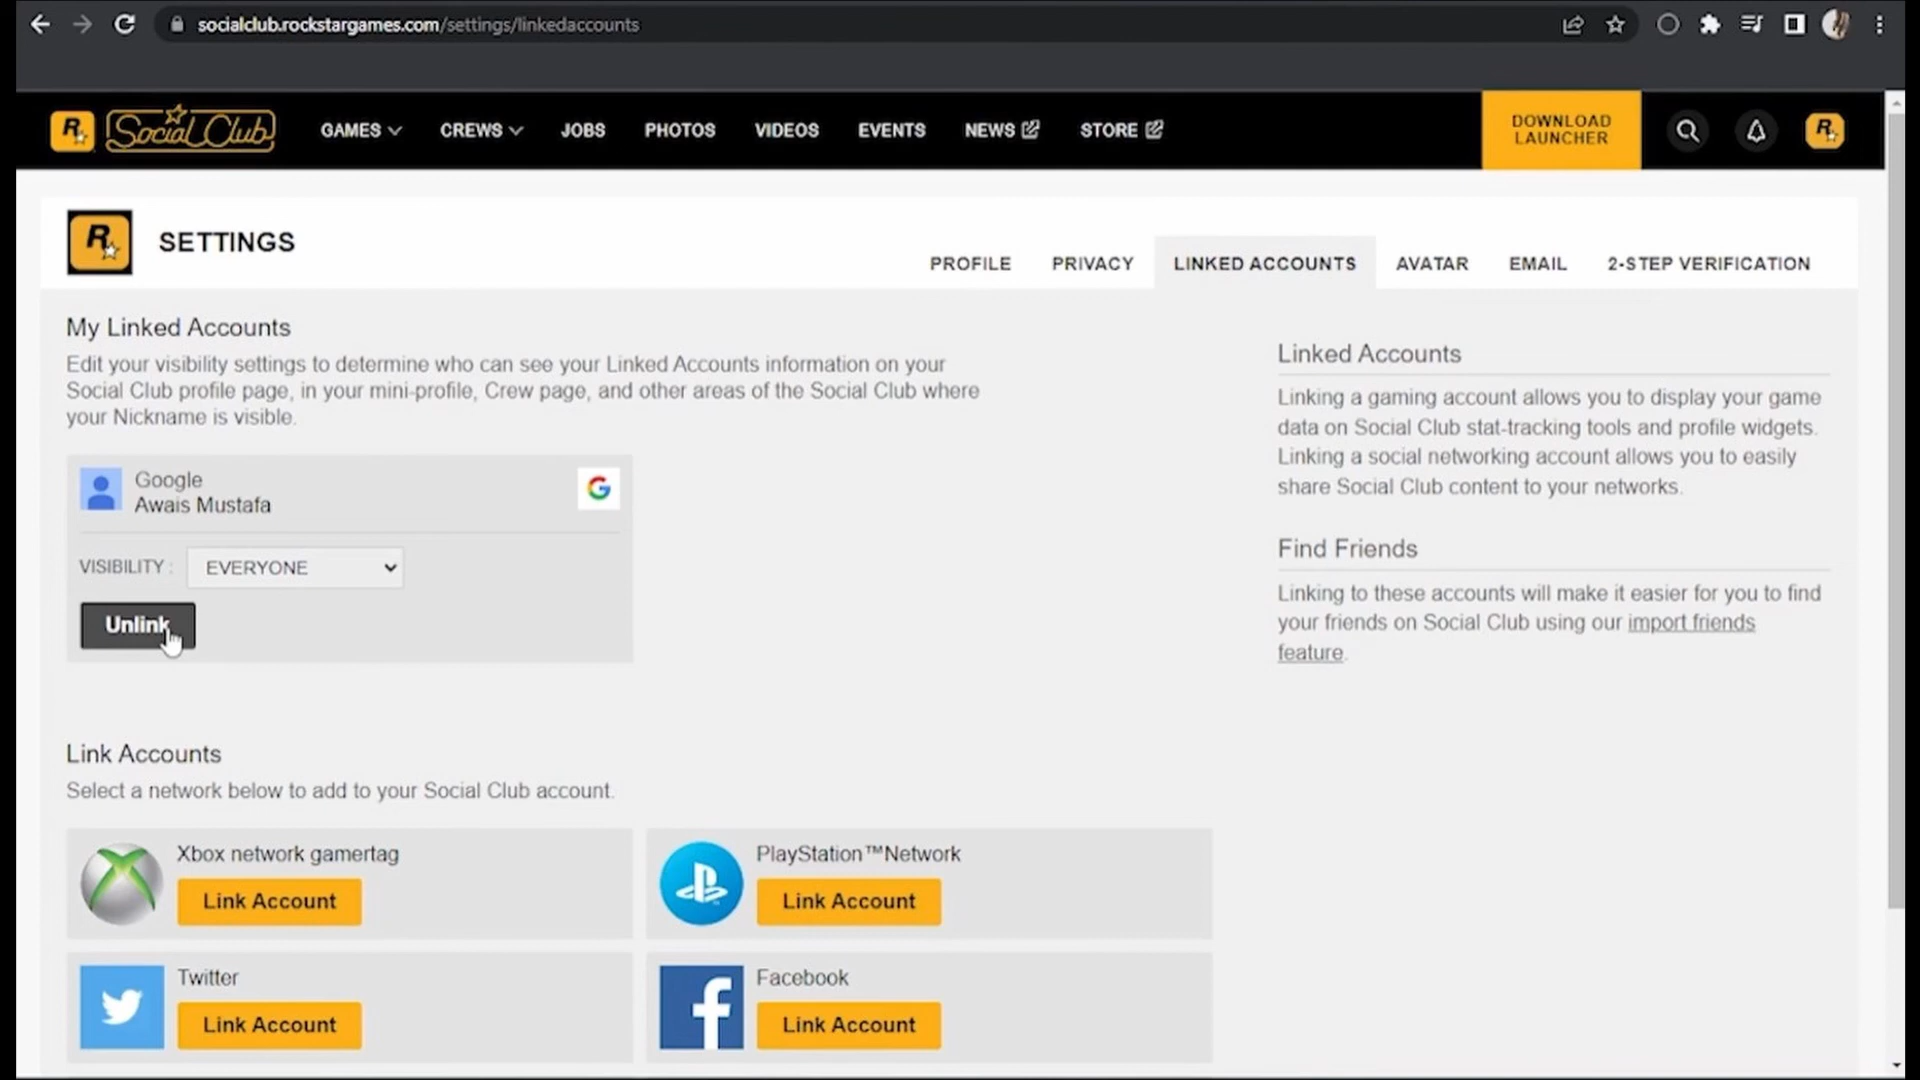 socialclub.rockstargames.com/settings/linkedaccounts
R Social Club GAMES CREWS JOBS PHOTOS VIDEOS EVENTS NEWS STORE
DOWNLOAD
LAUNCHER
R
R SETTINGS
PROFILE PRIVACY LINKED ACCOUNTS AVATAR EMAIL 2-STEP VERIFICATION
My Linked Accounts
Edit your visibility settings to determine who can see your Linked Accounts information on your
Social Club profile page, in your mini-profile, Crew page, and other areas of the Social Club where
your Nickname is visible.
Google
Awais Mustafa
G
VISIBILITY : EVERYONE
Unlink
Linked Accounts
Linking a gaming account allows you to display your game
data on Social Club stat-tracking tools and profile widgets.
Linking a social networking account allows you to easily
share Social Club content to your networks.
Find Friends
Linking to these accounts will make it easier for you to find
your friends on Social Club using our import friends
feature.
Link Accounts
Select a network below to add to your Social Club account.
Xbox network gamertag
Link Account
PlayStation™Network
Link Account
Twitter
Link Account
Facebook
Link Account